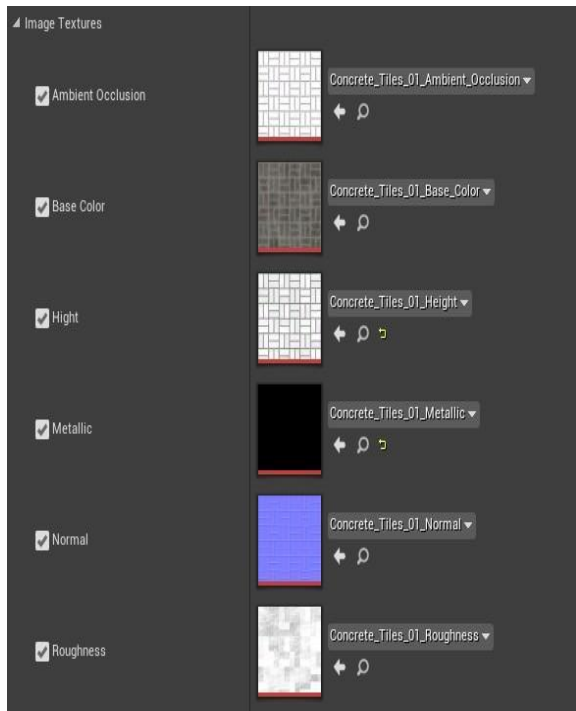 Image Textures
Ambient Occlusion
Concrete_Tiles_01_Ambient_Occlusion
Base Color
Concrete_Tiles_01_Base_Color
Hight
Concrete_Tiles_01_Height
Metallic
Concrete_Tiles_01_Metallic
Normal
Concrete_Tiles_01_Normal
Roughness
Concrete_Tiles_01_Roughness